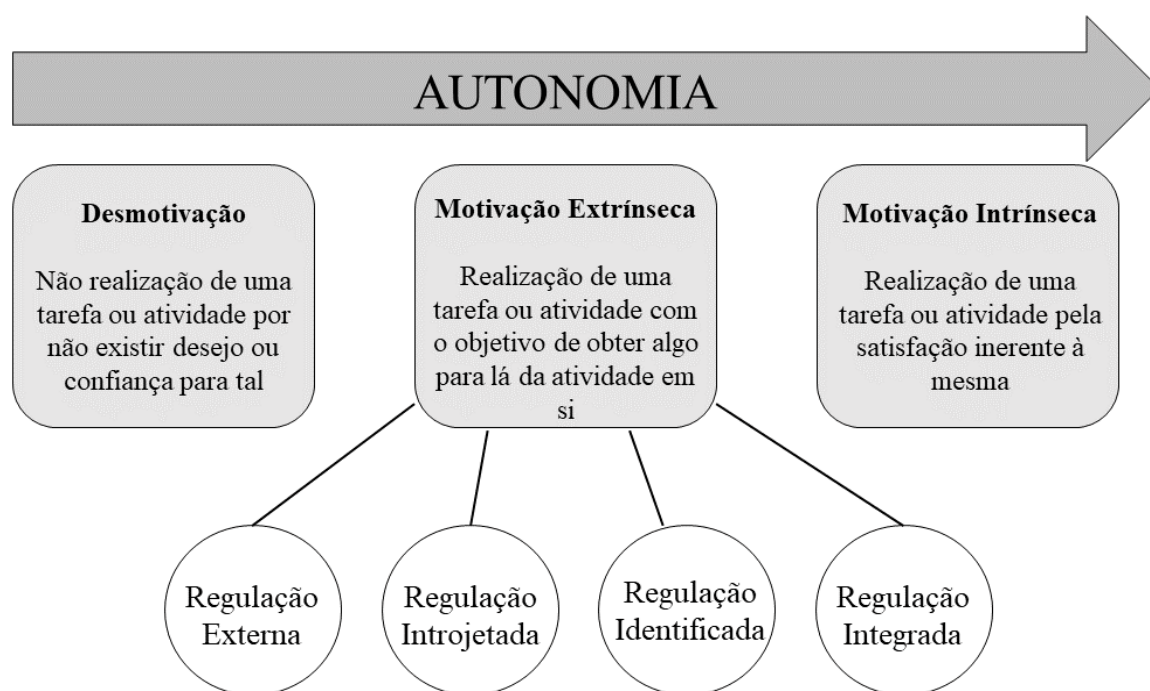 AUTONOMIA
Desmotivação
Não realização de uma
tarefa ou atividade por
não existir desejo ou
confiança para tal
Motivação Extrínseca
Realização de uma
tarefa ou atividade com
o objetivo de obter algo
para lá da atividade em
si
Motivação Intrínseca
Realização de uma
tarefa ou atividade pela
satisfação inerente à
mesma
Regulação
Externa
Regulação
Introjetada
Regulação
Identificada
Regulação
Integrada